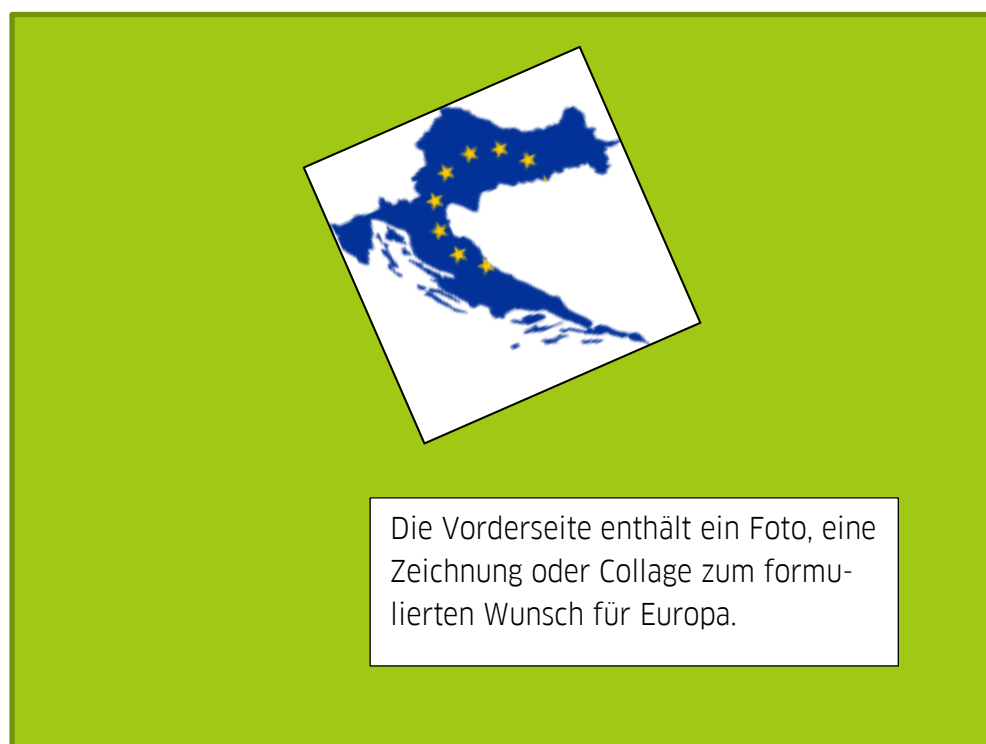 Die Vorderseite enthält ein Foto, eine
Zeichnung oder Collage zum formu-
lierten Wunsch für Europa.